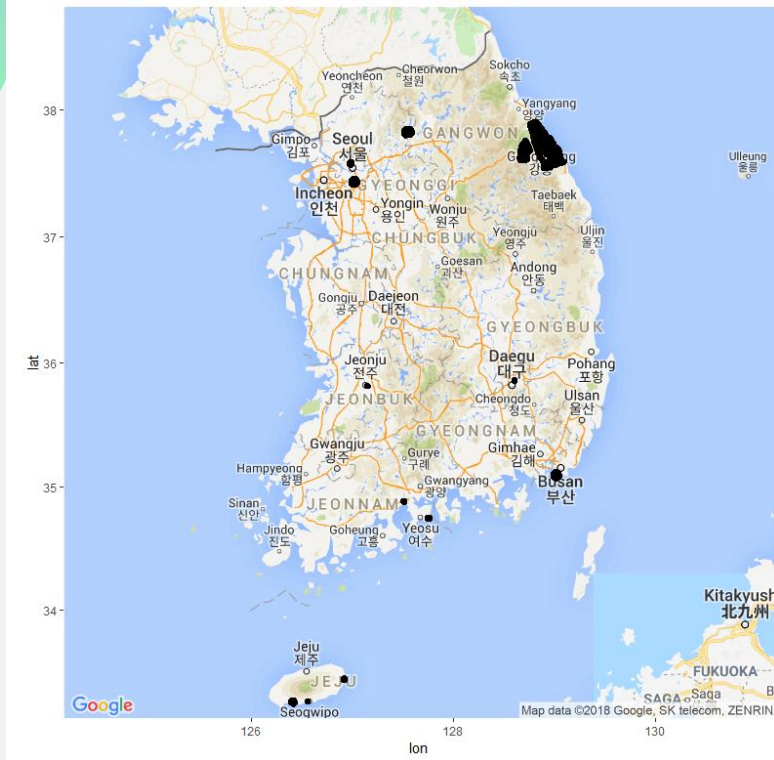 Cheorwon
철원
Sokcho
속초
Yeoncheon
연천
Yangyang
양양
38
Gimpo
김포
Seoul
서울
GANGWON
강릉
Ulleung
울릉
Incheon
인천
GYEONGGI
Yongin
용인
Wonju
원주
Taebaek
태백
37
CHUNGBUK
Yeongju
영주
Uljin
울진
CHUNGNAM
Goesan
괴산
Andong
안동
Gongju
공주
Daejeon
대전
GYEONGBUK
lat
36
Jeonju
전주
Daegu
대구
Pohang
포항
JEONBUK
Cheongdo
청도
Ulsan
울산
GYEONGNAM
Gwangju
광주
Gurye
구례
Gimhae
김해
Hampyeong
함평
Gwangyang
광양
Busan
부산
35
Sinan
신안
JEONNAM
Jindo
진도
Goheung
고흥
Yeosu
여수
34
Kitakyush
北九州
Jeju
제주
JEJU
FUKUOKA
SAGA
Saga
Seogwipo
Google
Map data ©2018 Google, SK telecom, ZENRIN
126
128
130
lon